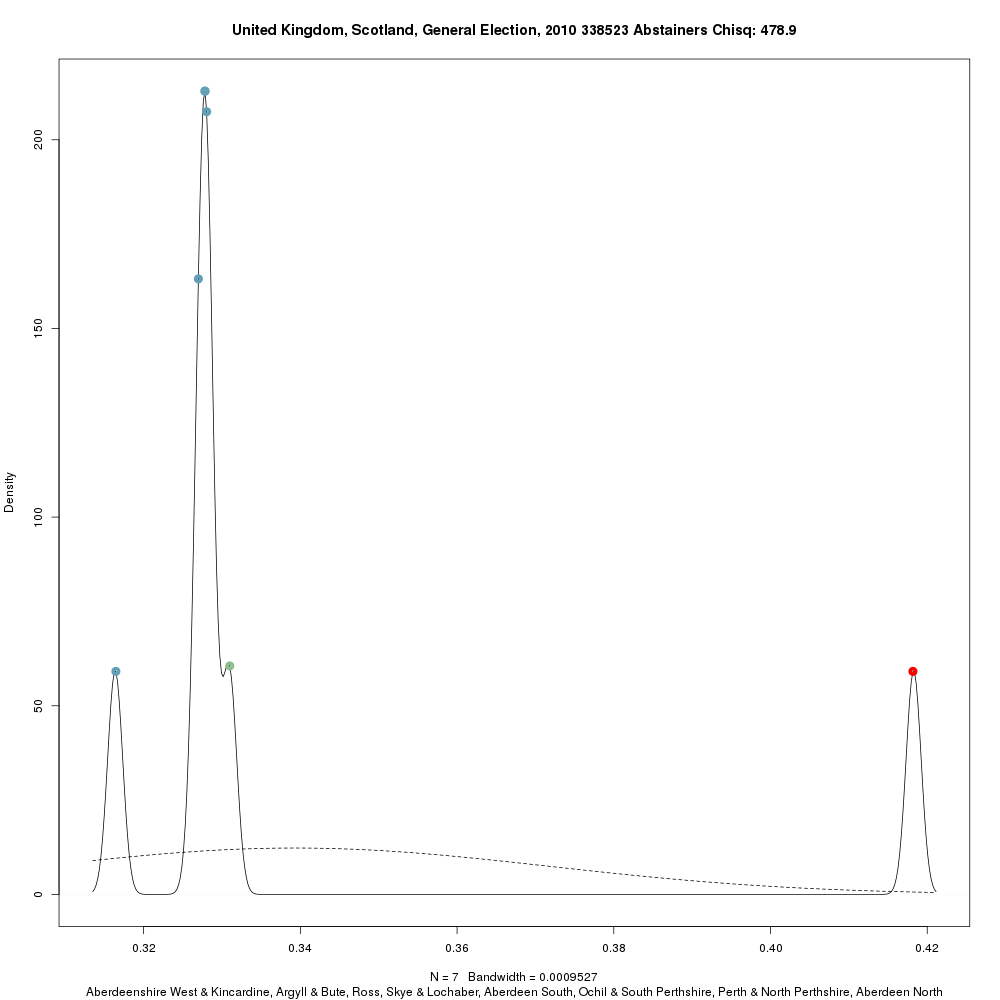 United Kingdom, Scotland, General Election, 2010 338523 Abstainers Chisq: 478.9
200
150
100
50
0
Density
0.32 0.34 0.36 0.38 0.40 0.42
N = 7 Bandwidth = 0.0009527
Aberdeenshire West & Kincardine, Argyll & Bute, Ross, Skye & Lochaber, Aberdeen South, Ochil & South Perthshire, Perth & North Perthshire, Aberdeen North